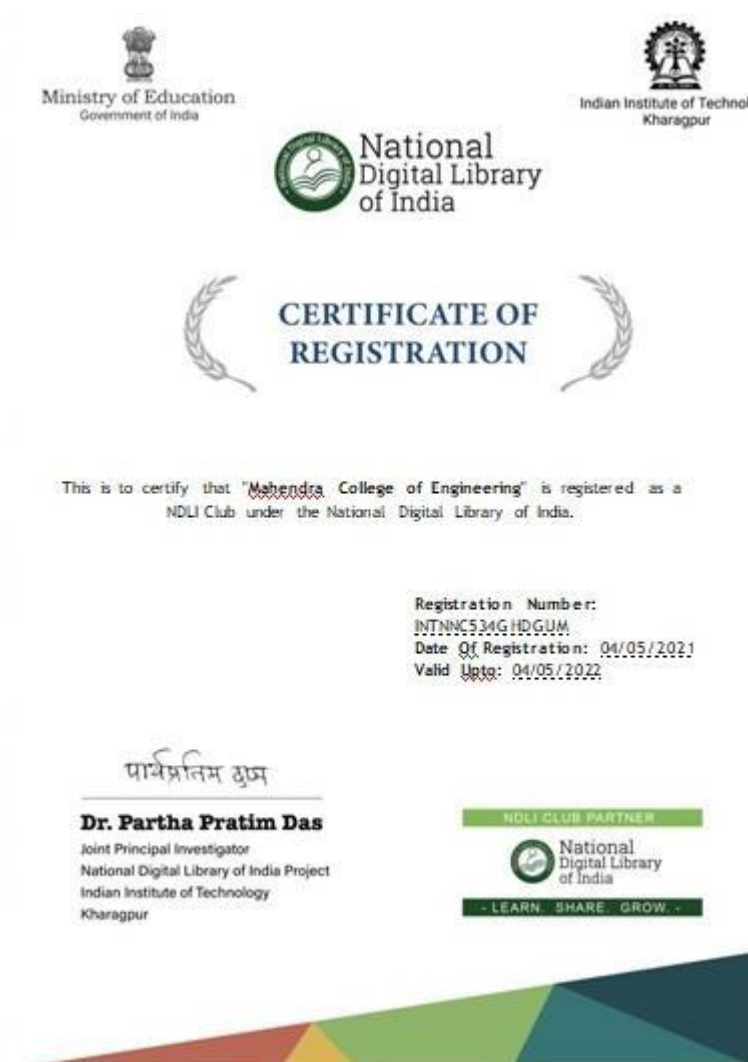 Ministry of Education
Government of India
Indian Institute of Technol
Kharagpur
National
Digital Library
of India
CERTIFICATE OF
REGISTRATION
This is to certify that "Mahendra College of Engineering" is registered as a
NDLI Club under the National Digital Library of India.
Registration Number:
INTNNC534GHDGUM
Date Of Registration: 04/05/2021
Valid Upto: 04/05/2022
Dr. Partha Pratim Das
Joint Principal Investigator
National Digital Library of India Project
Indian Institute of Technology
Kharagpur
NDLI CLUB PARTNER
National
Digital Library
of India
- LEARN. SHARE. GROW. -